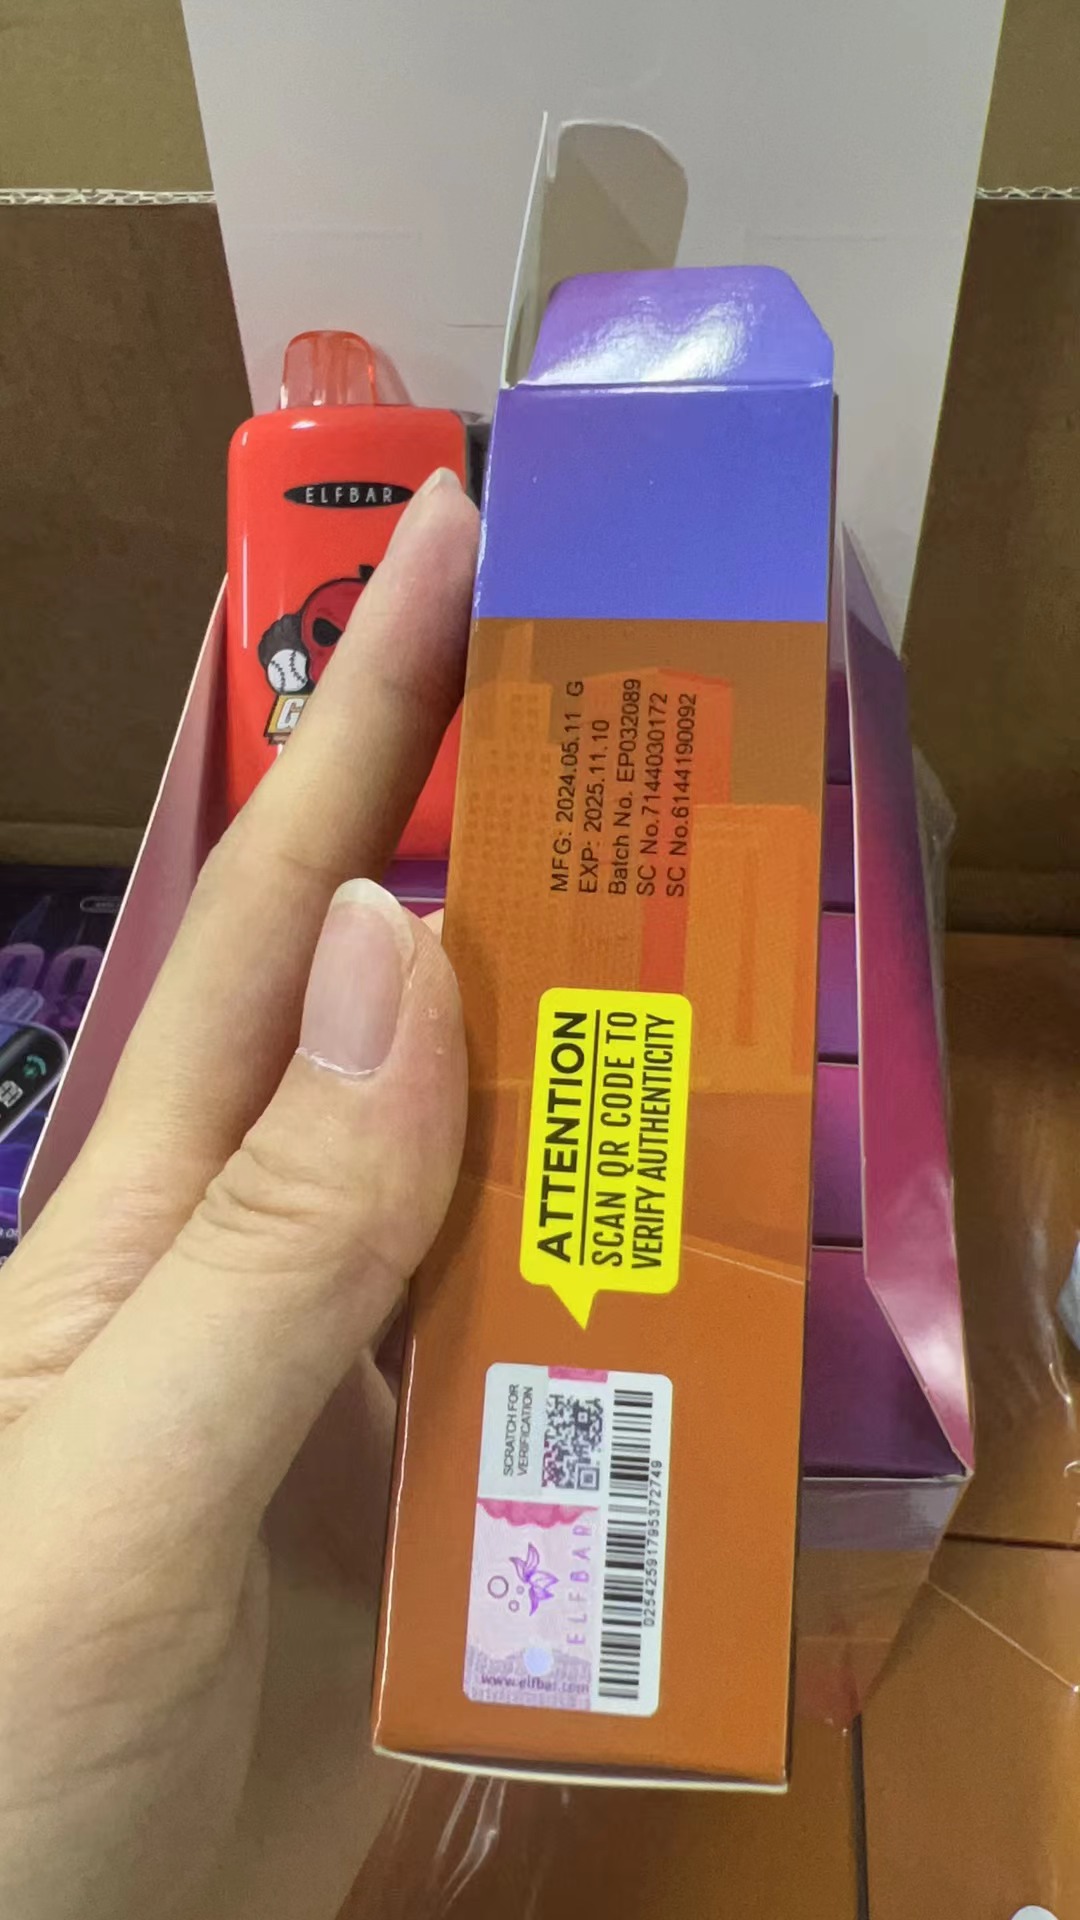 ELFBAR
G
MFG: 2024.05.11 G
EXP: 2025.11.10
Batch No. EP032089
SC No.7144030172
SC No.6144190092
ATTENTION
SCAN QR CODE TO
VERIFY AUTHENTICITY
SCRATCH FOR
VERIFICATION
ELFBAR
www.elfbar.com
02542591795372749